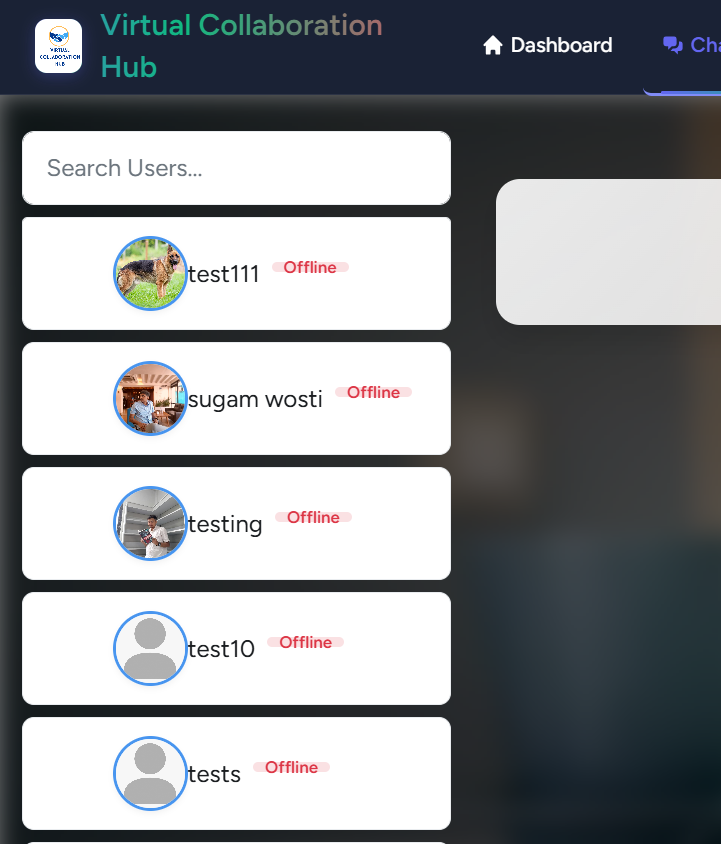 VIRTUAL
COLLABORATION
HUB
Virtual Collaboration
Hub
Dashboard
Cha
Search Users...
test111 Offline
sugam wosti Offline
testing Offline
test10 Offline
tests Offline